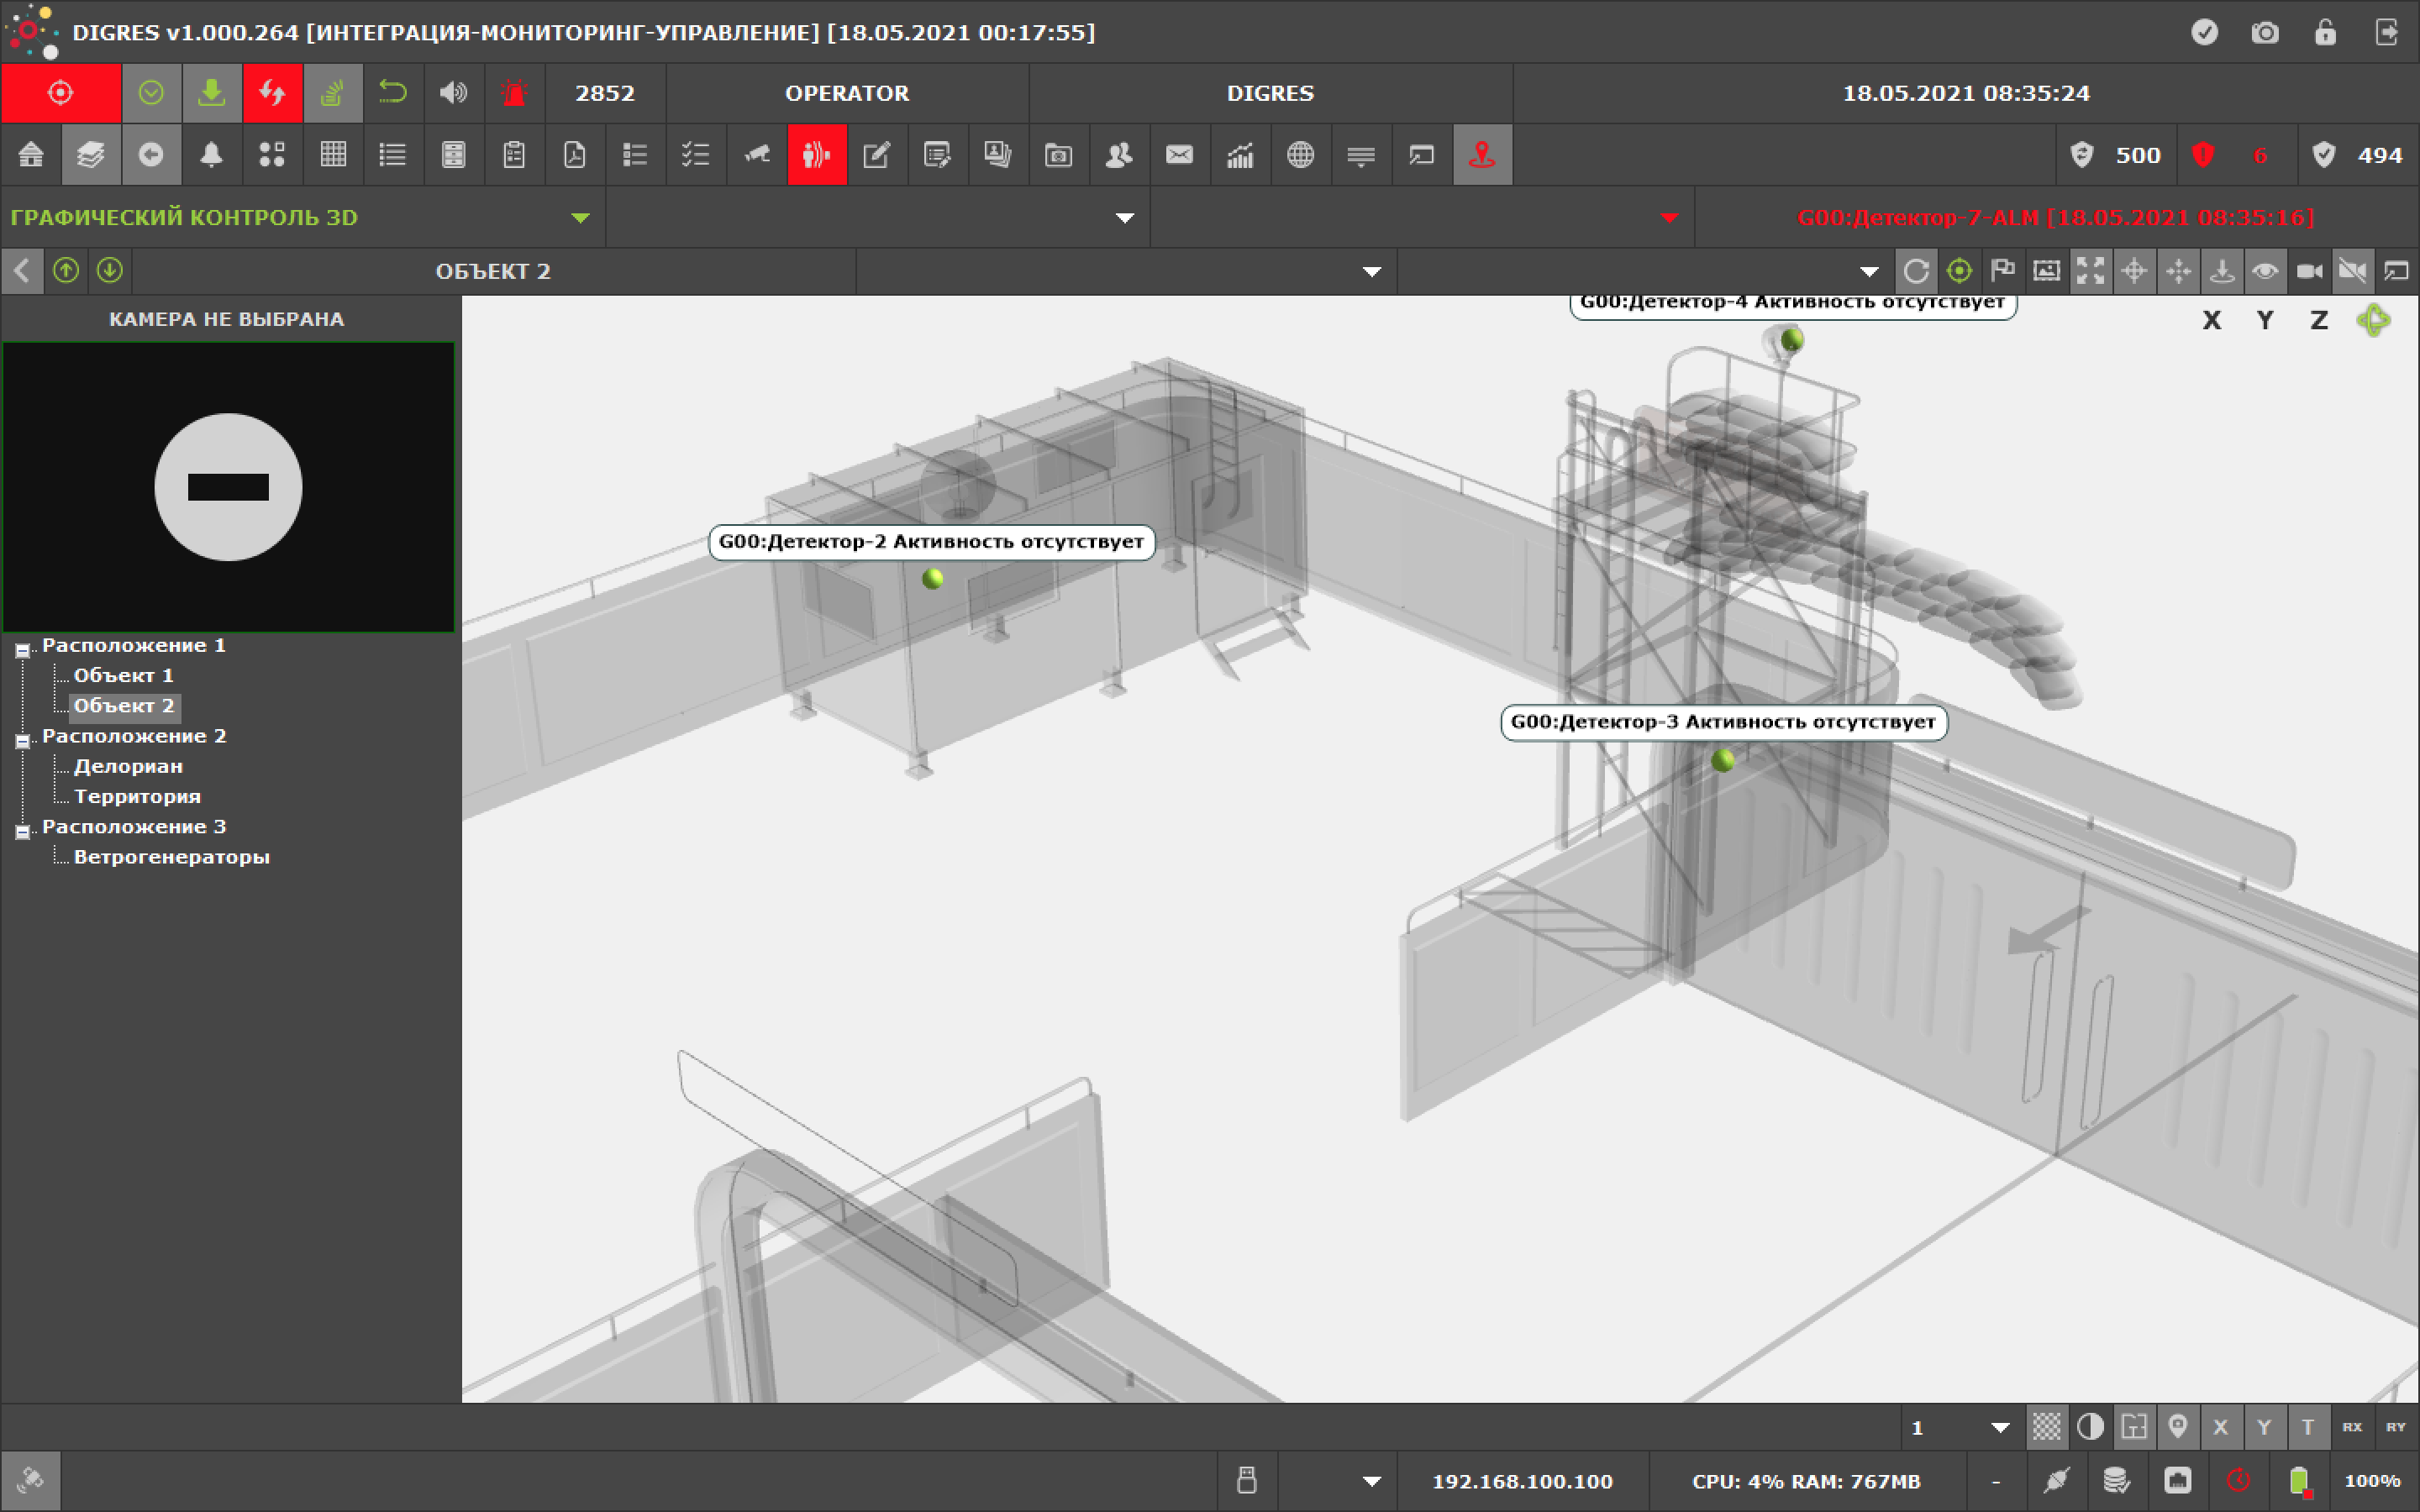 DIGRES v1.000.264 [ИНТЕГРАЦИЯ-МОНИТОРИНГ-УПРАВЛЕНИЕ] [18.05.2021 00:17:55]
2852 OPERATOR DIGRES 18.05.2021 08:35:24
500 6 494
ГРАФИЧЕСКИЙ КОНТРОЛЬ 3D G00:Детектор-7-ALM [18.05.2021 08:35:16]
ОБЪЕКТ 2
КАМЕРА НЕ ВЫБРАНА
G00:Детектор-4 Активность отсутствует
X Y Z
G00:Детектор-2 Активность отсутствует
G00:Детектор-3 Активность отсутствует
Расположение 1
Объект 1
Объект 2
Расположение 2
Делориан
Территория
Расположение 3
Ветрогенераторы
1 X Y T RX RY
192.168.100.100 CPU: 4% RAM: 767MB - 100%